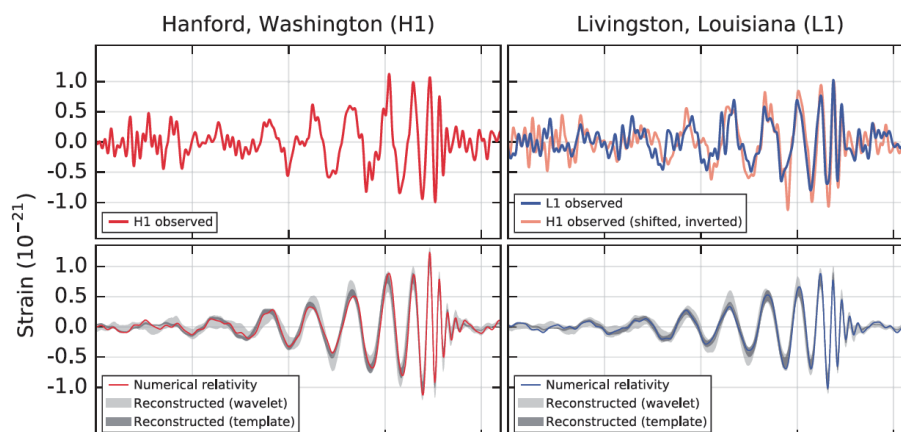 Hanford, Washington (H1)
Livingston, Louisiana (L1)
Strain (10⁻²¹)
1.0
0.5
0.0
-0.5
-1.0
H1 observed
L1 observed
H1 observed (shifted, inverted)
1.0
0.5
0.0
-0.5
-1.0
Numerical relativity
Reconstructed (wavelet)
Reconstructed (template)
Numerical relativity
Reconstructed (wavelet)
Reconstructed (template)